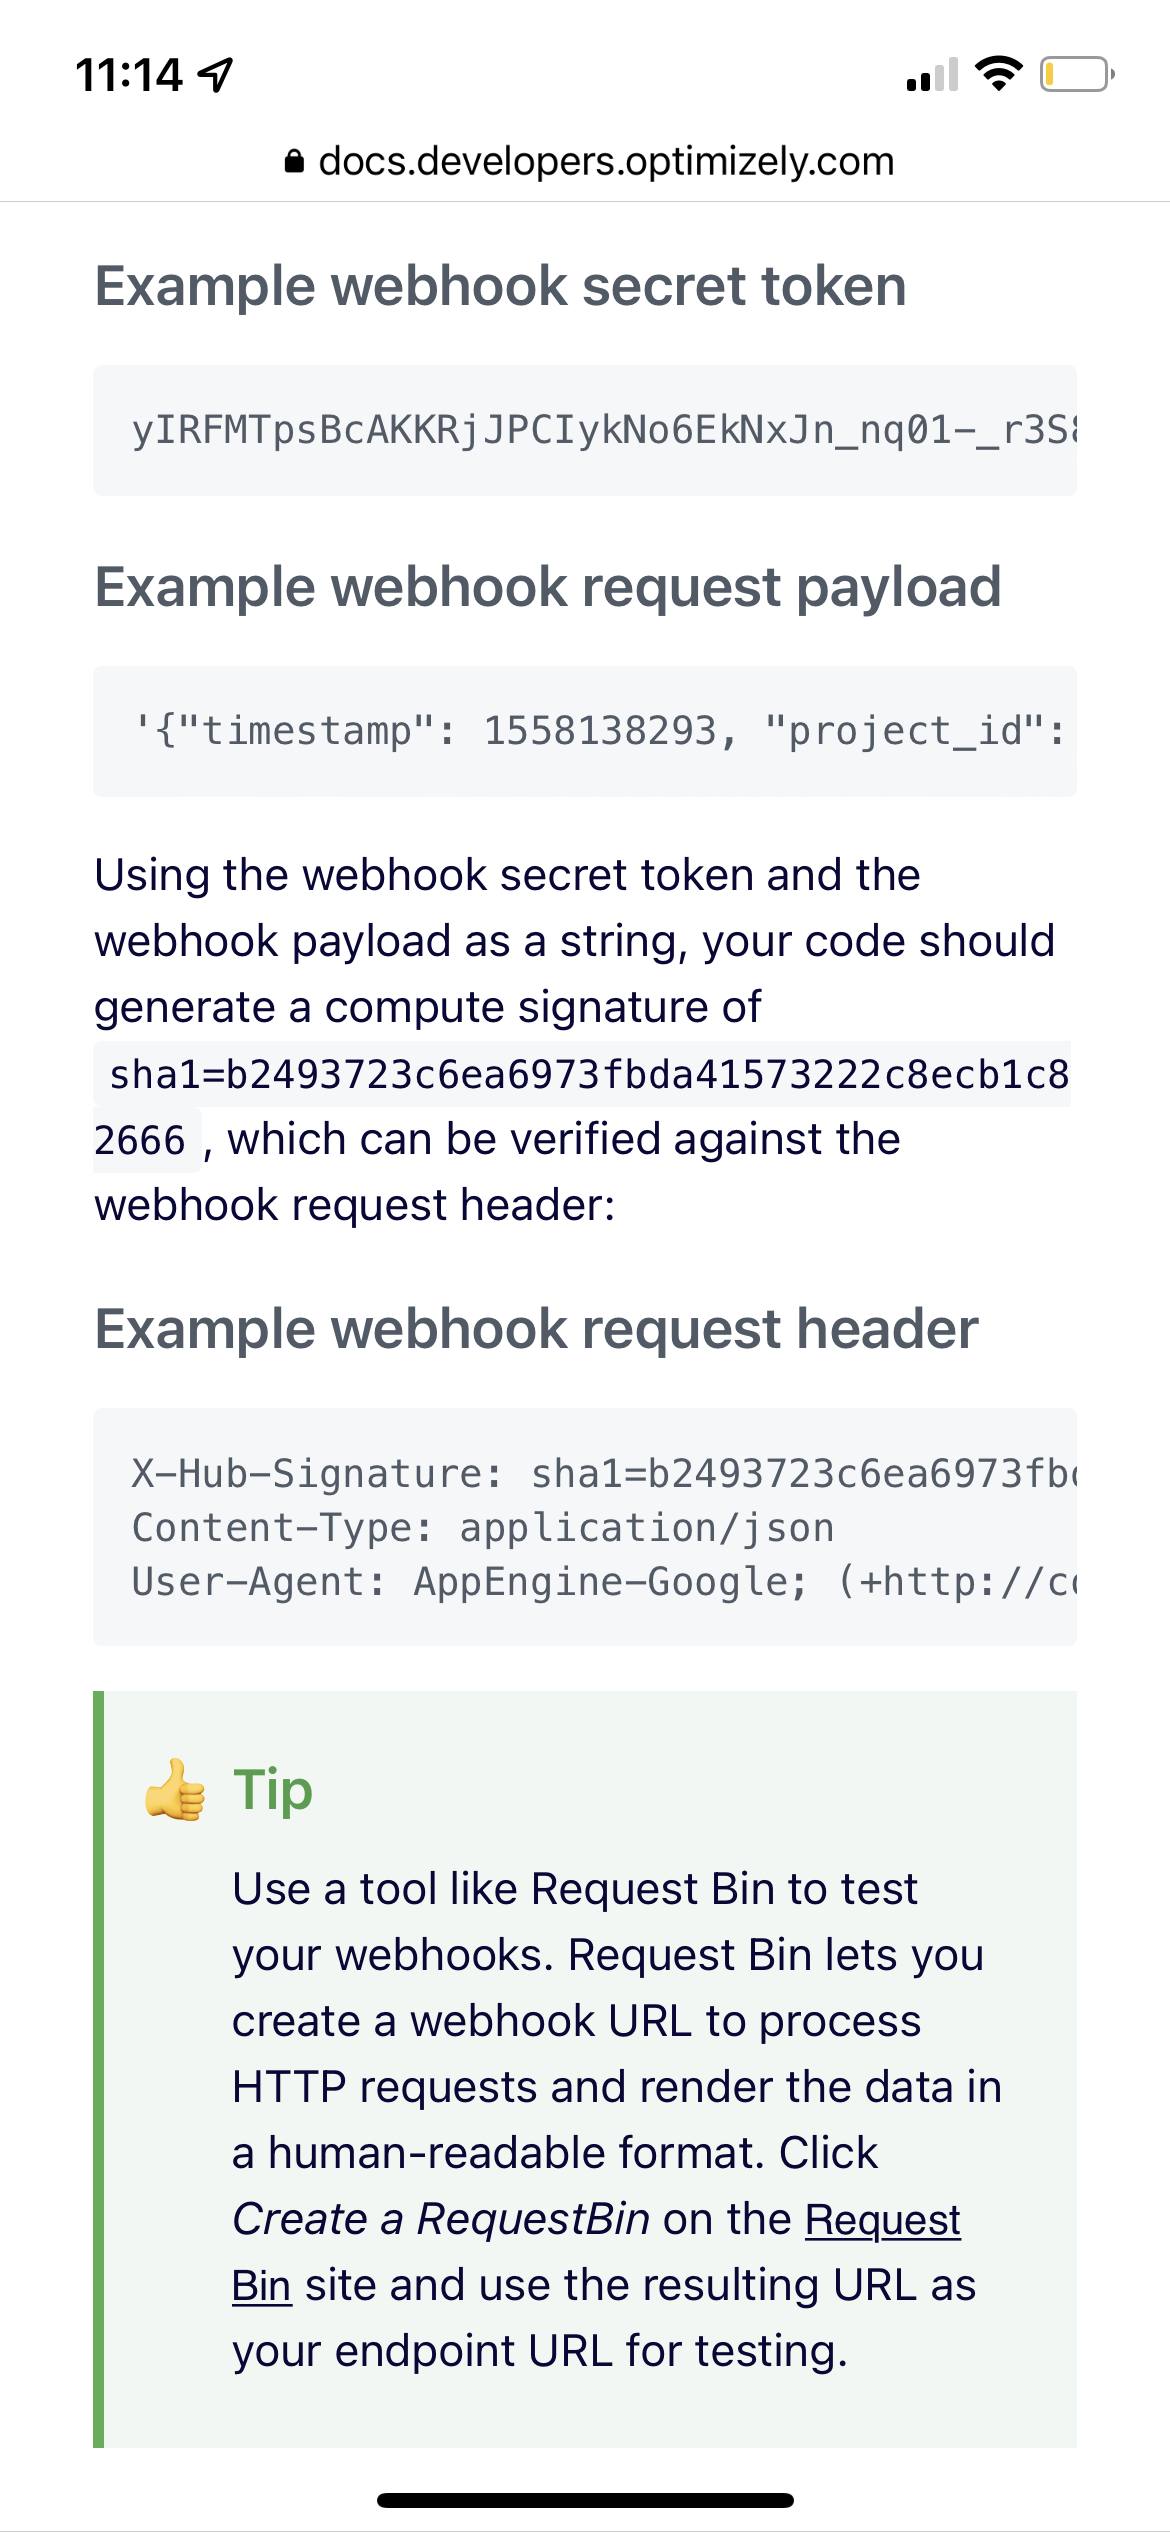 11:14
docs.developers.optimizely.com
Example webhook secret token
yIRFMTpsBcAKKRjJPCIykNo6EkNxJn_nq01-_r3S
Example webhook request payload
'{"timestamp": 1558138293, "project_id":
Using the webhook secret token and the
webhook payload as a string, your code should
generate a compute signature of
sha1=b2493723c6ea6973fbda41573222c8ecb1c8
2666 , which can be verified against the
webhook request header:
Example webhook request header
X-Hub-Signature: sha1=b2493723c6ea6973fb
Content-Type: application/json
User-Agent: AppEngine-Google; (+http://c
👍 Tip
Use a tool like Request Bin to test
your webhooks. Request Bin lets you
create a webhook URL to process
HTTP requests and render the data in
a human-readable format. Click
Create a RequestBin on the Request
Bin site and use the resulting URL as
your endpoint URL for testing.